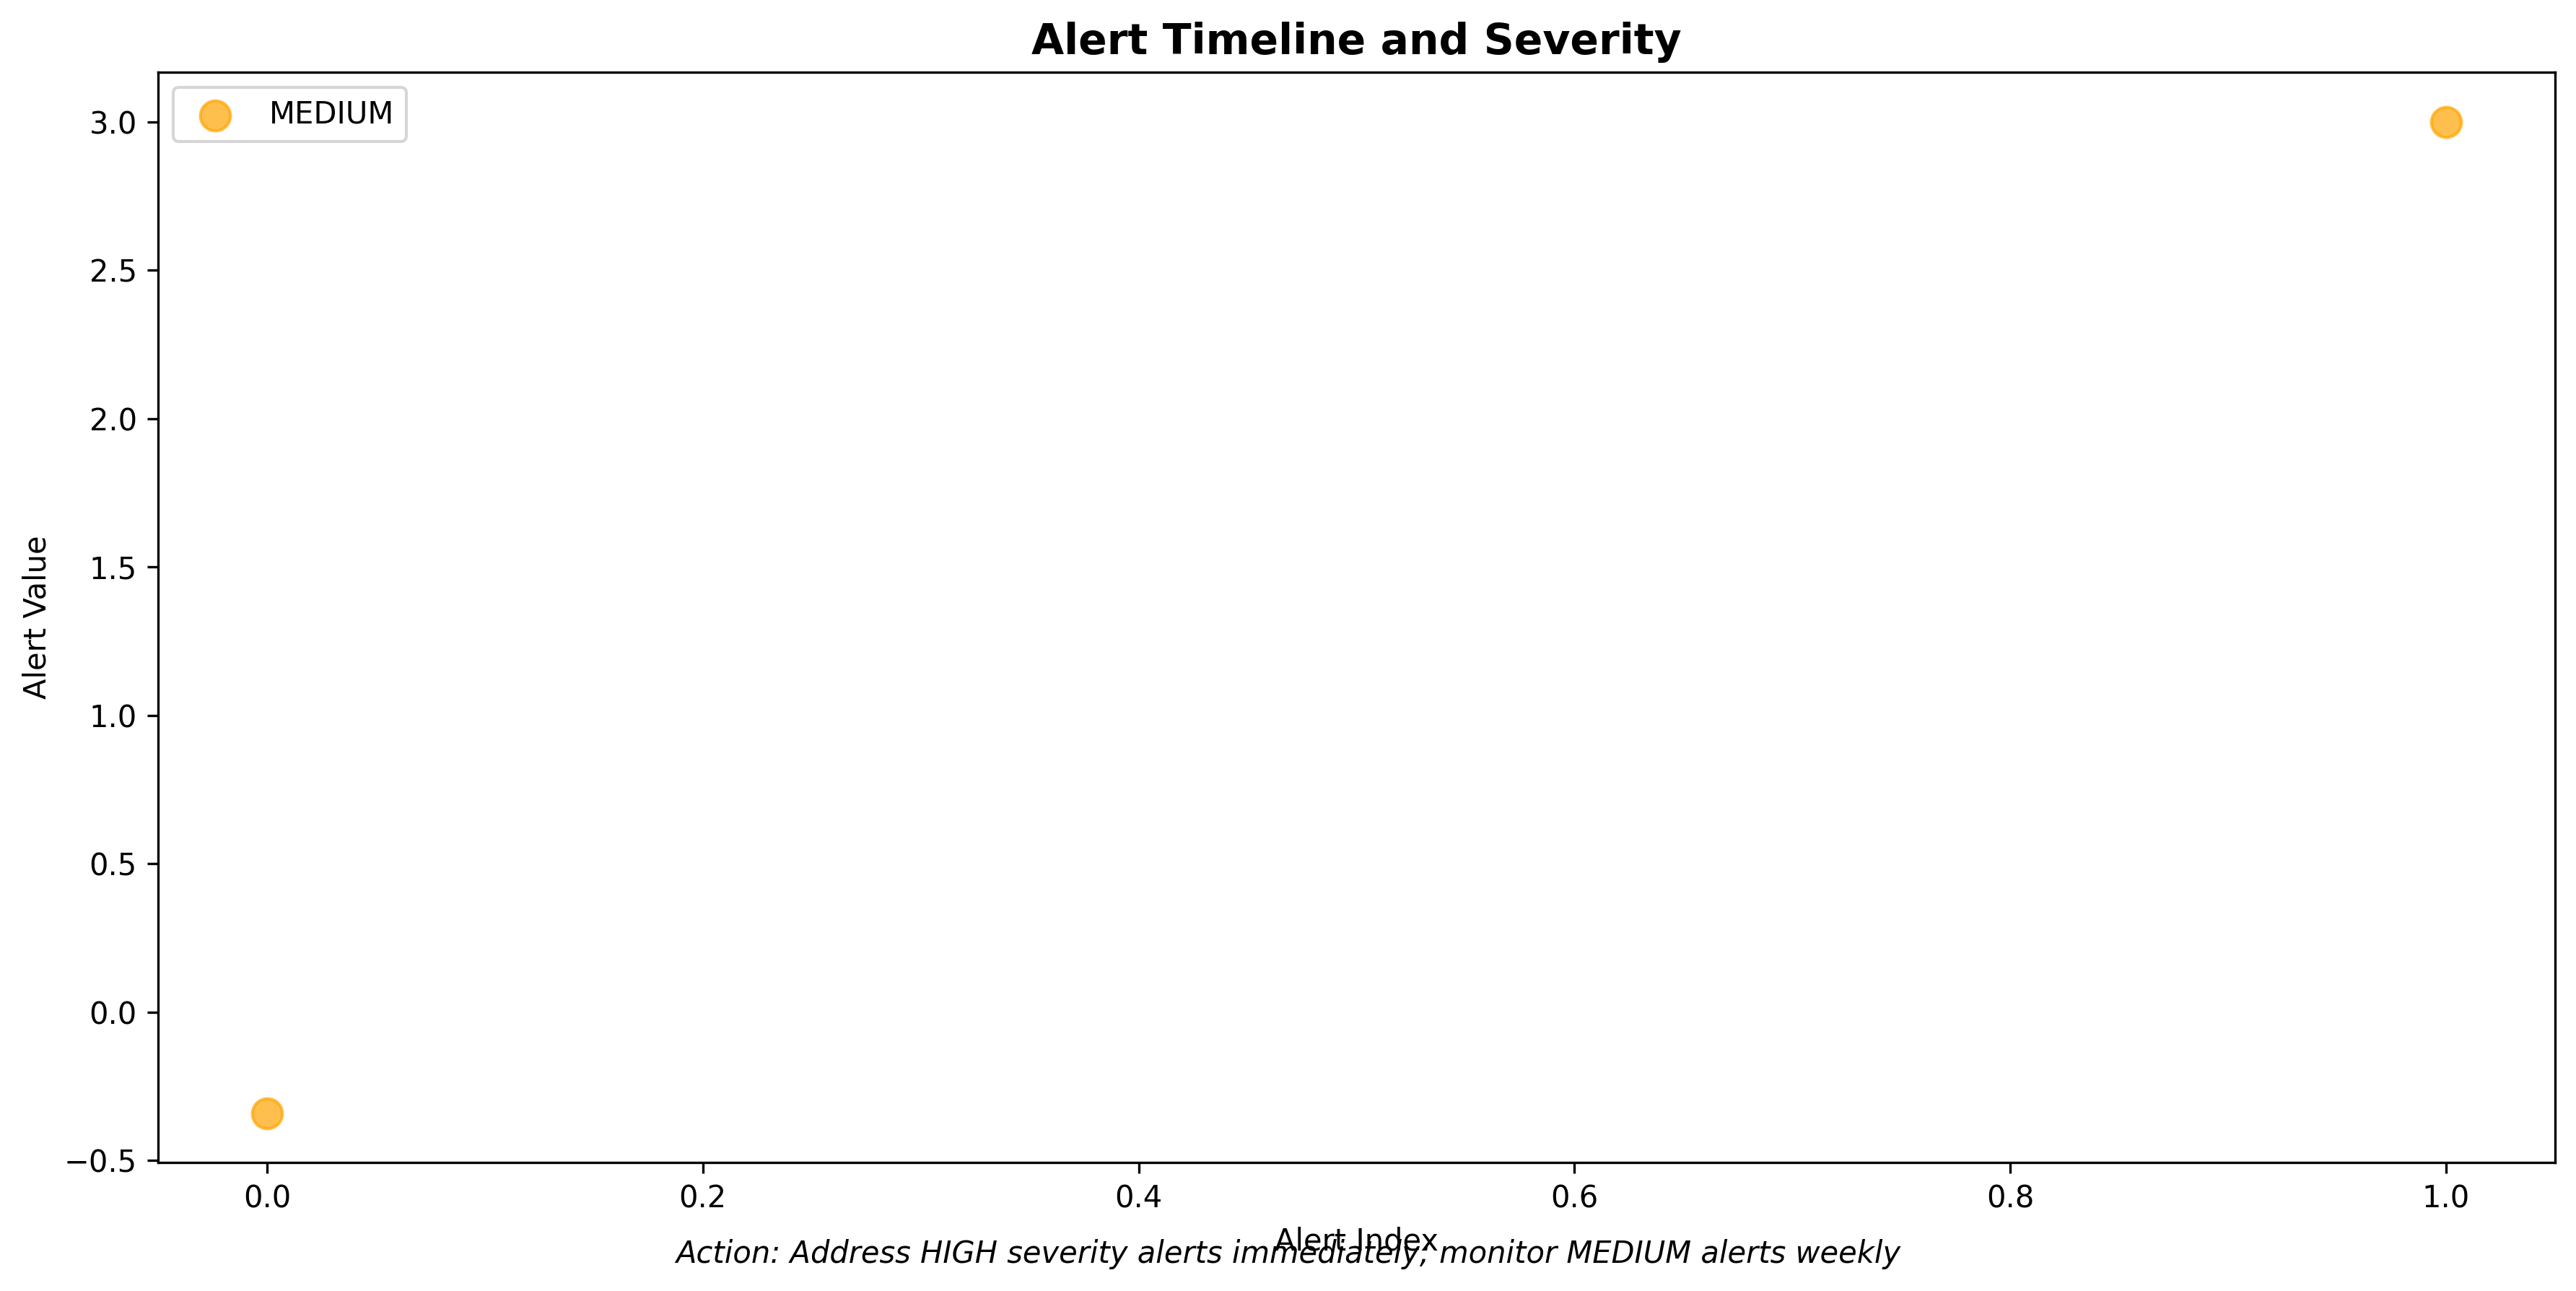 Alert Timeline and Severity
MEDIUM
3.0
2.5
2.0
1.5
1.0
0.5
0.0
−0.5
Alert Value
0.0 0.2 0.4 0.6 0.8 1.0
Alert Index
Action: Address HIGH severity alerts immediately, monitor MEDIUM alerts weekly